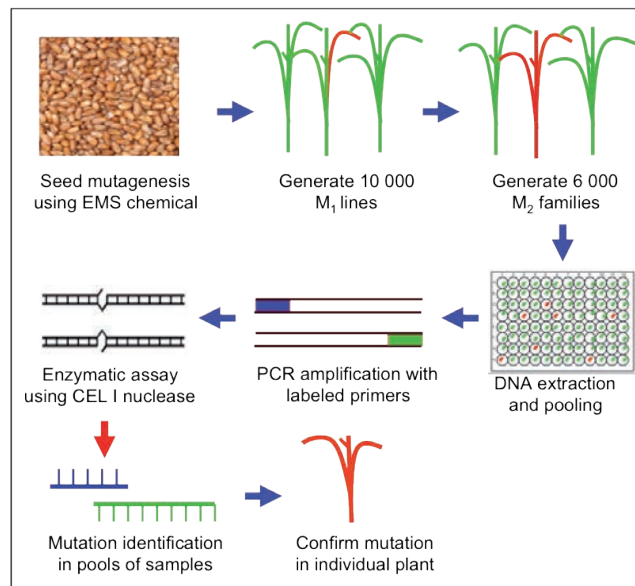 Seed mutagenesis
using EMS chemical
Generate 10 000
M₁ lines
Generate 6 000
M₂ families
DNA extraction
and pooling
PCR amplification with
labeled primers
Enzymatic assay
using CEL I nuclease
Mutation identification
in pools of samples
Confirm mutation
in individual plant